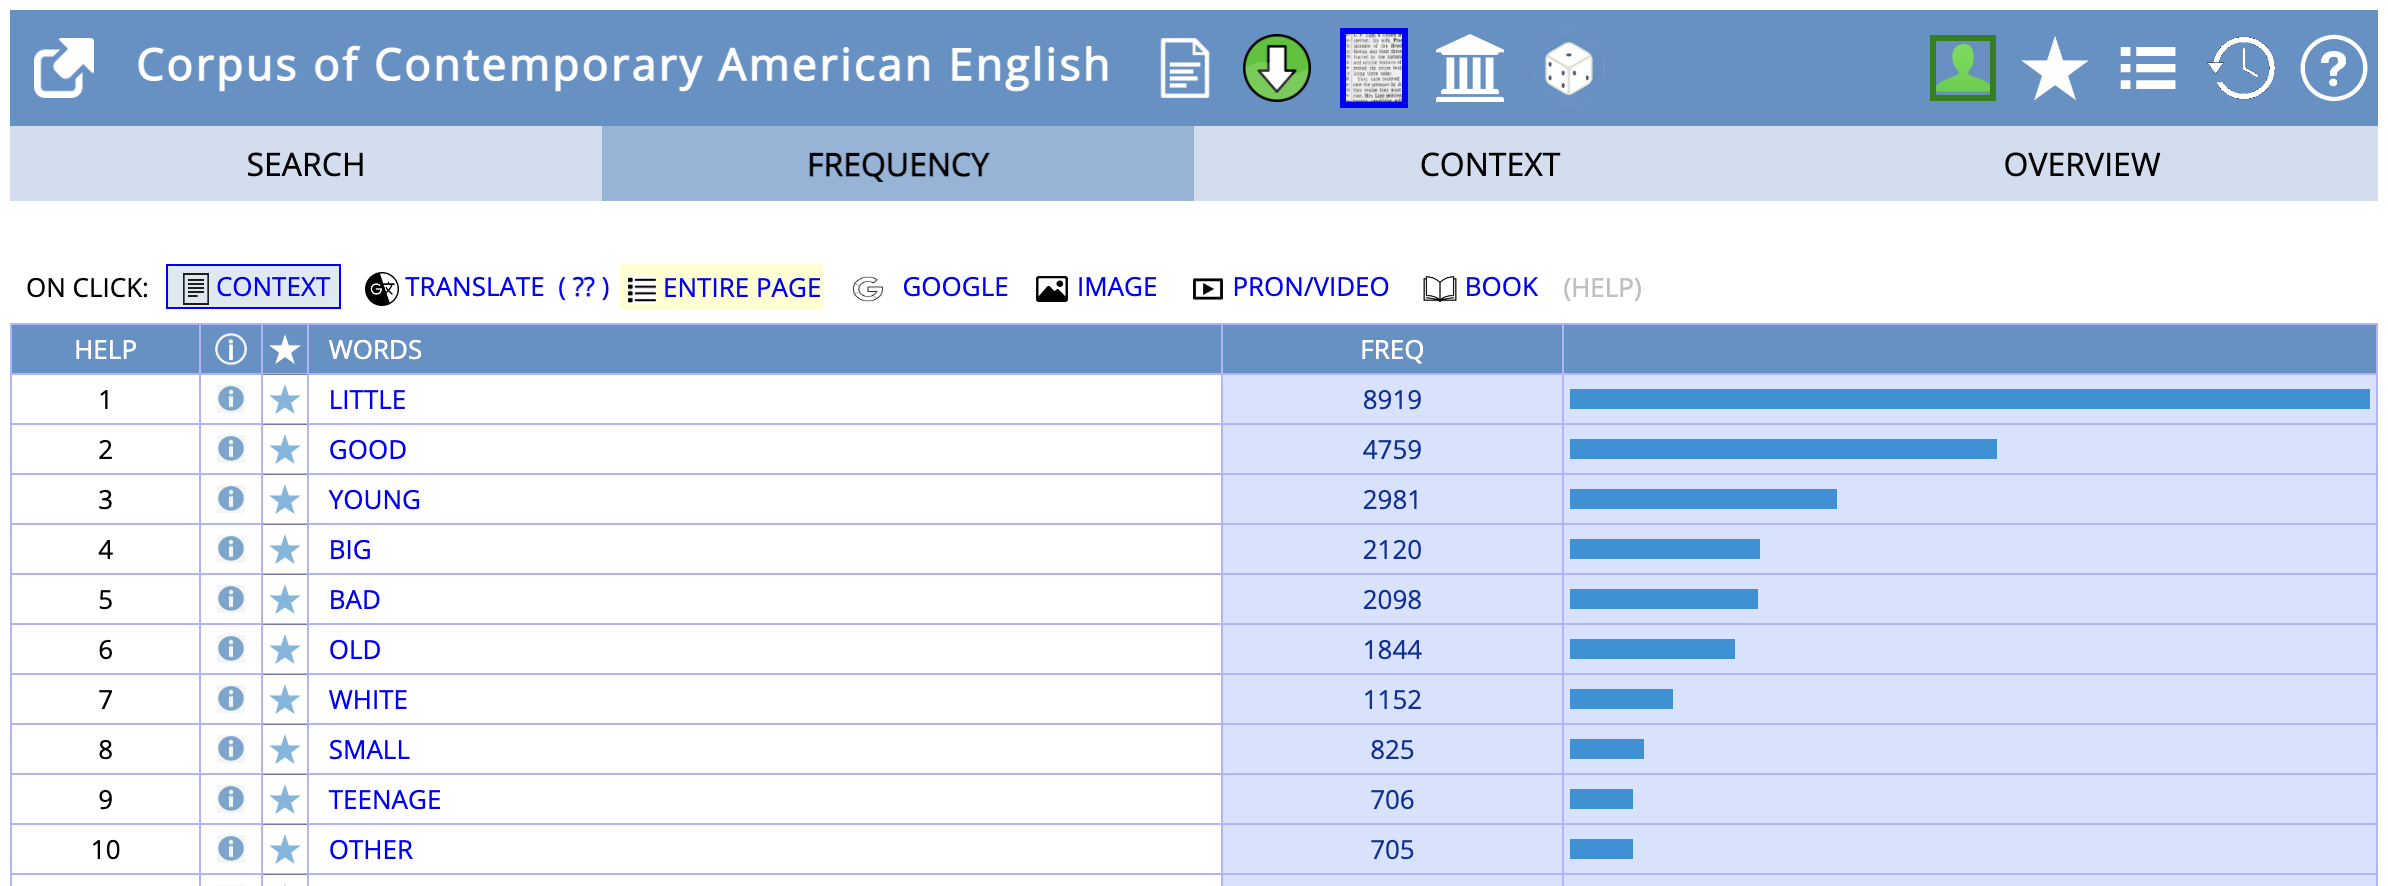 Corpus of Contemporary American English
SEARCH FREQUENCY CONTEXT OVERVIEW
ON CLICK: CONTEXT TRANSLATE ( ?? ) ENTIRE PAGE GOOGLE IMAGE PRON/VIDEO BOOK (HELP)
HELP WORDS FREQ
1 LITTLE 8919
2 GOOD 4759
3 YOUNG 2981
4 BIG 2120
5 BAD 2098
6 OLD 1844
7 WHITE 1152
8 SMALL 825
9 TEENAGE 706
10 OTHER 705